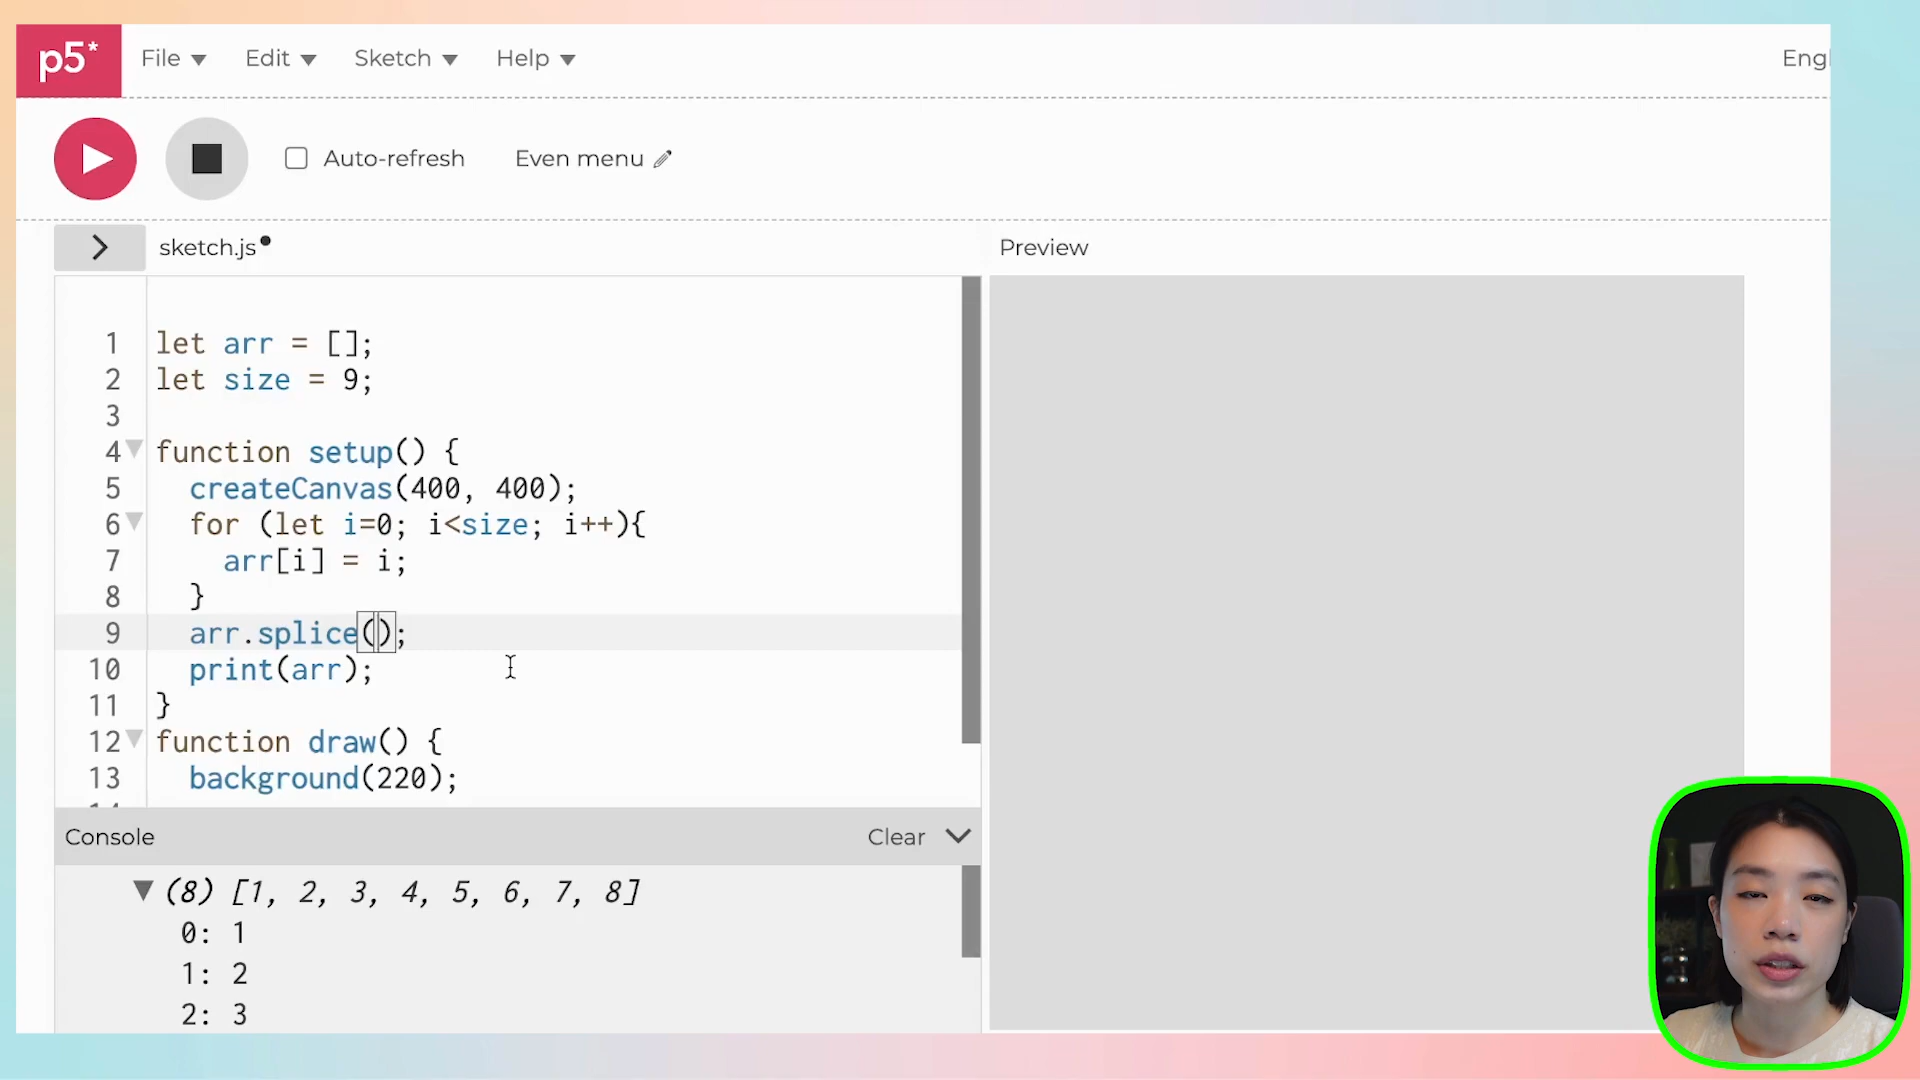 p5* File Edit Sketch Help Engl
Auto-refresh Even menu
sketch.js Preview
1 let arr = [];
2 let size = 9;
3
4 function setup() {
5 createCanvas(400, 400);
6 for (let i=0; i<size; i++){
7 arr[i] = i;
8 }
9 arr.splice();
10 print(arr);
11 }
12 function draw() {
13 background(220);
Console Clear
(8) [1, 2, 3, 4, 5, 6, 7, 8]
0: 1
1: 2
2: 3